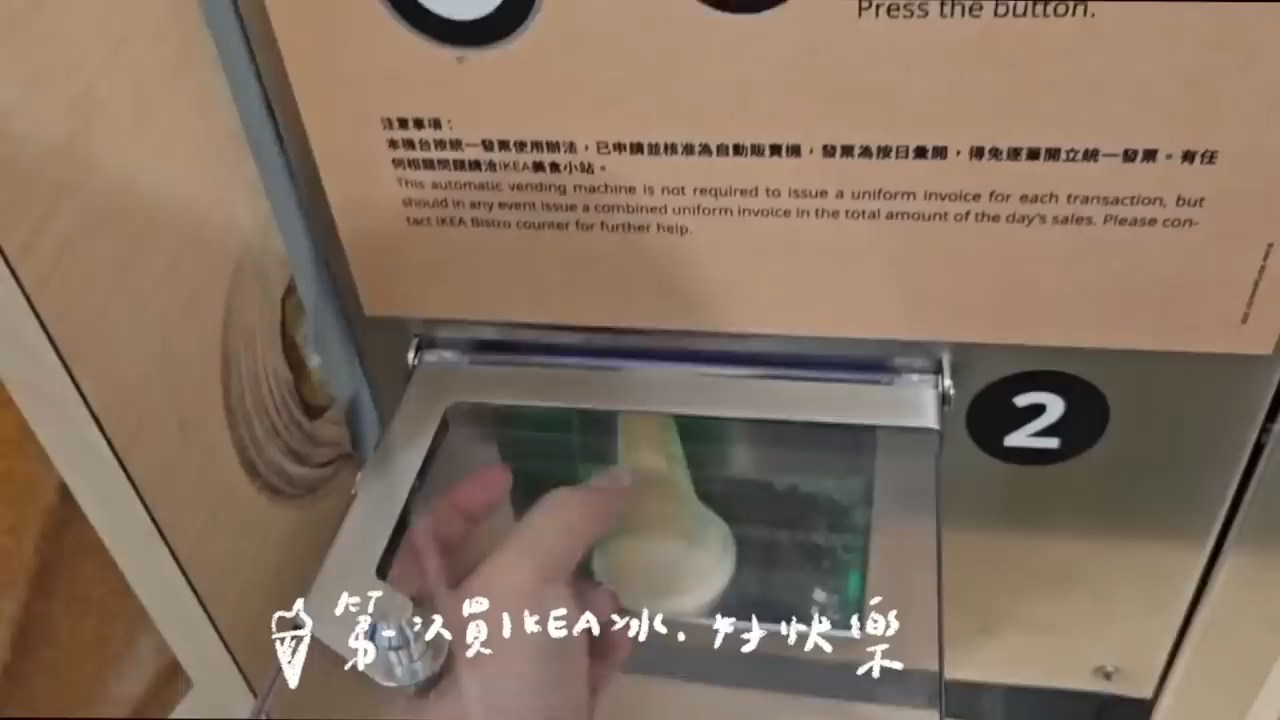 Press the button.
注意事項：
本機台按統一發票使用辦法，已申請並核准為自動販賣機，發票為按日彙開，得免逐筆開立統一發票。有任
何相關問題請洽IKEA美食小站。
This automatic vending machine is not required to issue a uniform invoice for each transaction, but
should in any event issue a combined uniform invoice in the total amount of the day's sales. Please con-
tact IKEA Bistro counter for further help.
2
第一次買IKEA冰，好快樂